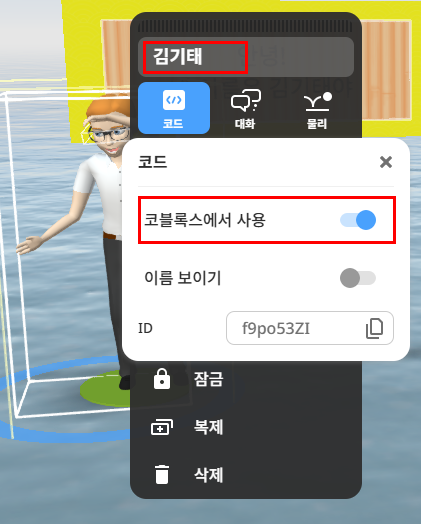 김기태
코드
대화
물리
코드
코블록스에서 사용
이름 보이기
ID
f9po53ZI
잠금
복제
삭제